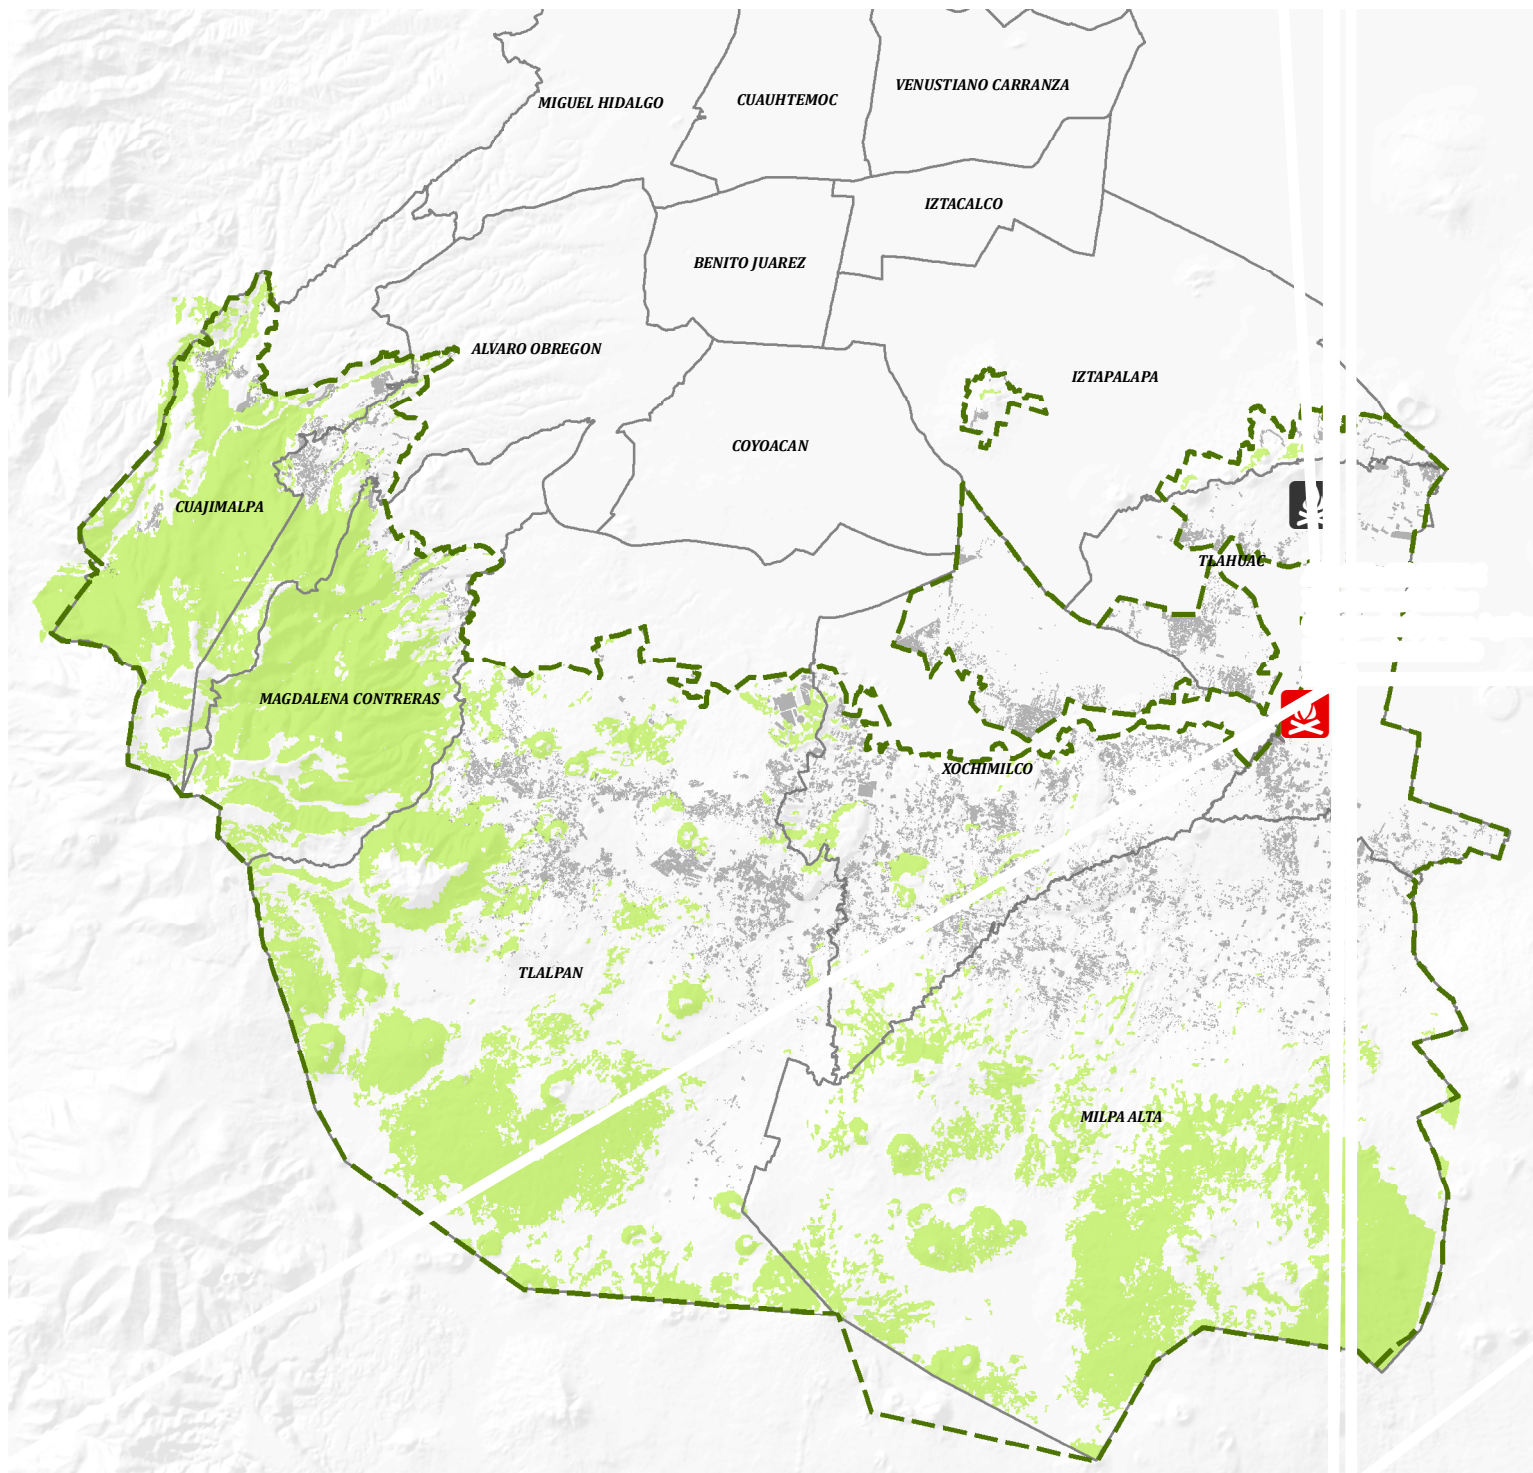 VENUSTIANO CARRANZA
MIGUEL HIDALGO
CUAUHTEMOC
IZTACALCO
BENITO JUAREZ
ALVARO OBREGON
IZTAPALAPA
COYOACAN
CUAJIMALPA
TLAHUAC
MAGDALENA CONTRERAS
XOCHIMILCO
TLALPAN
MILPA ALTA